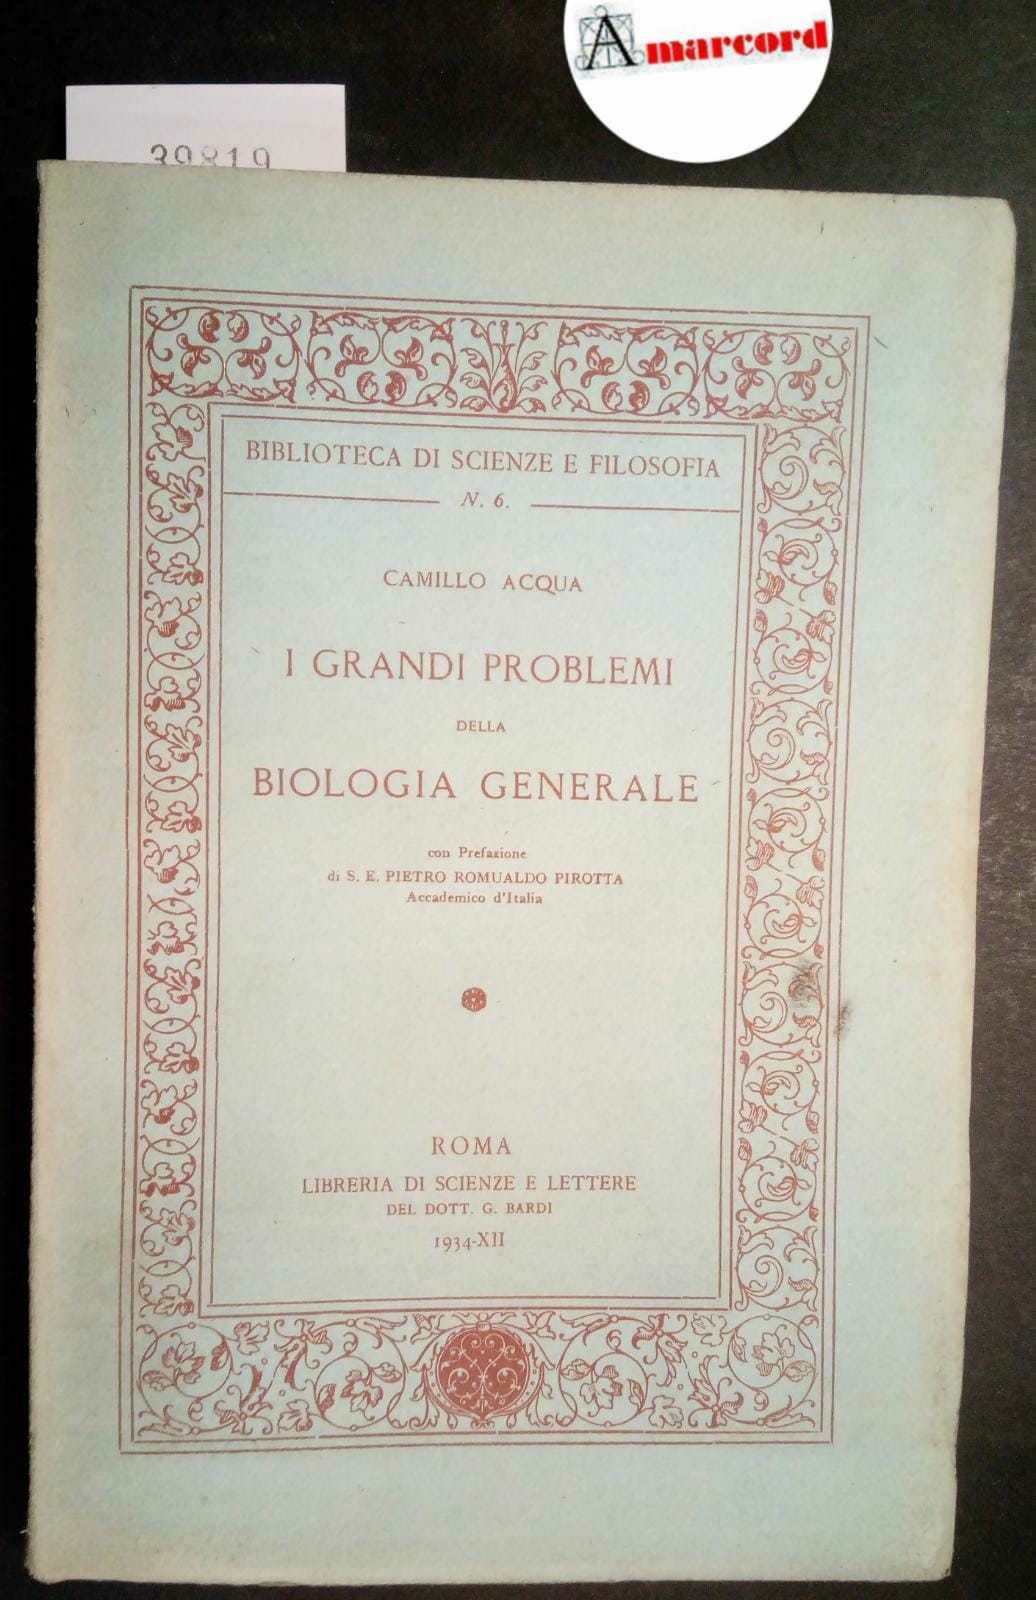 Amarcord
39819
BIBLIOTECA DI SCIENZE E FILOSOFIA
N. 6.
CAMILLO ACQUA
I GRANDI PROBLEMI
DELLA
BIOLOGIA GENERALE
con Prefazione
di S. E. PIETRO ROMUALDO PIROTTA
Accademico d'Italia
ROMA
LIBRERIA DI SCIENZE E LETTERE
DEL DOTT. G. BARDI
1934-XII